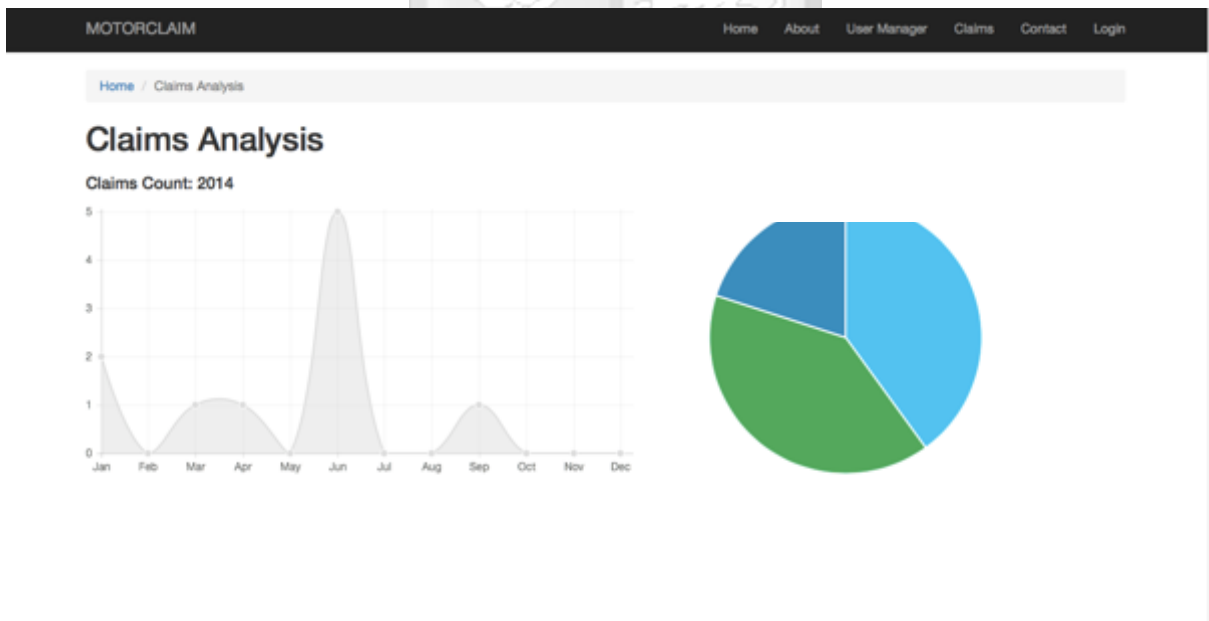 MOTORCLAIM Home About User Manager Claims Contact Login
Home / Claims Analysis
Claims Analysis
Claims Count: 2014
5
4
3
2
1
0
Jan Feb Mar Apr May Jun Jul Aug Sep Oct Nov Dec